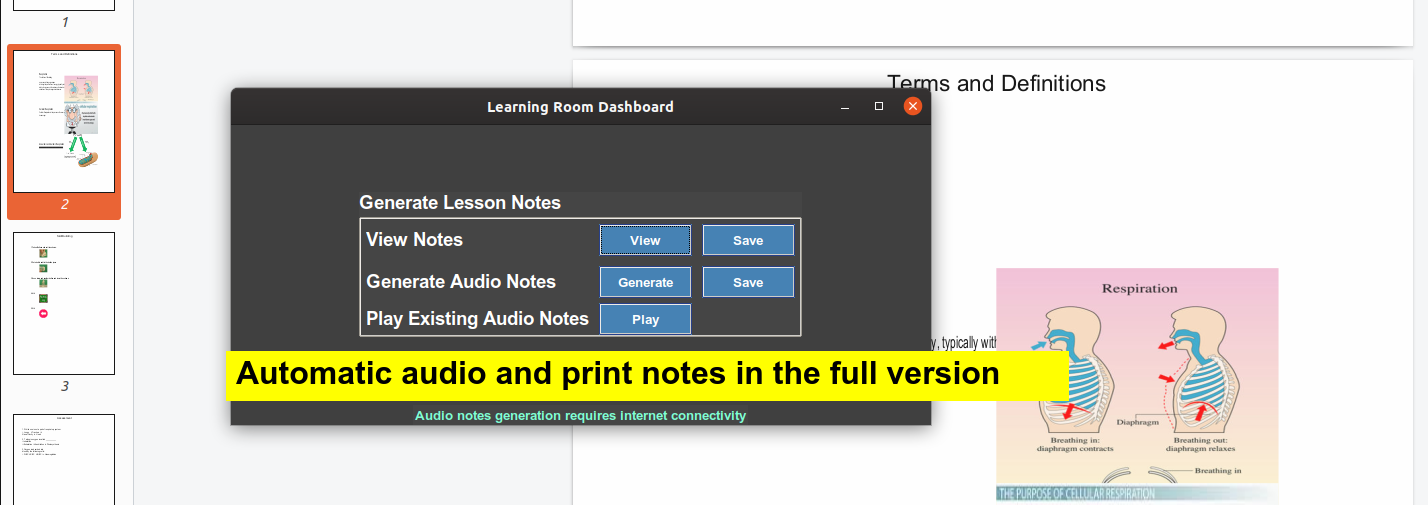 1
2
3
Terms and Definitions
Learning Room Dashboard
Generate Lesson Notes
View Notes
View
Save
Generate Audio Notes
Generate
Save
Play Existing Audio Notes
Play
y, typically with
Automatic audio and print notes in the full version
Audio notes generation requires internet connectivity
Respiration
Diaphragm
Breathing in:
diaphragm contracts
Breathing out:
diaphragm relaxes
Breathing in
THE PURPOSE OF CELLULAR RESPIRATION